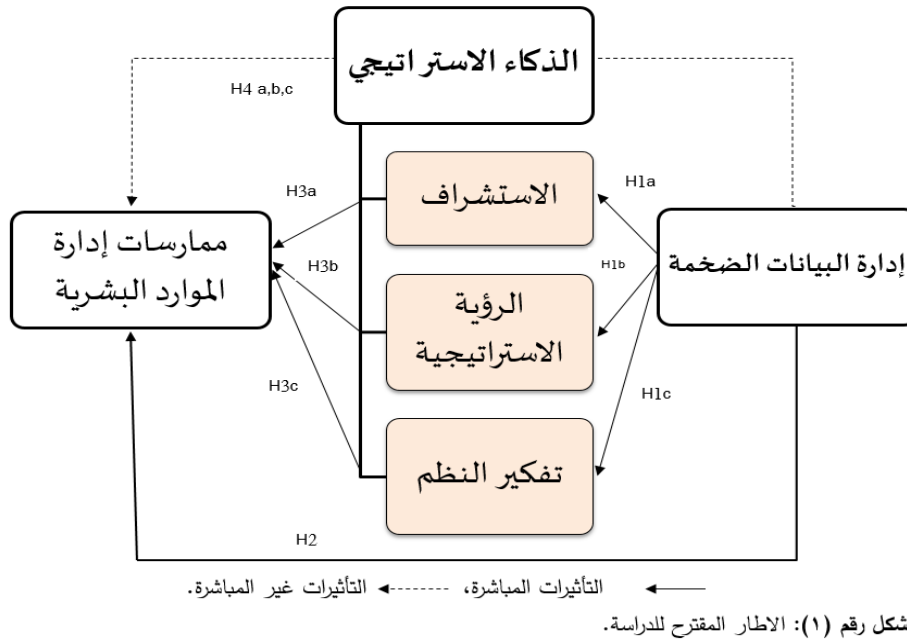 الذكاء الاستراتيجي
H4 a,b,c
الاستشراف
H1a
H3a
إدارة البيانات الضخمة
ممارسات إدارة
الموارد البشرية
H1b
H3b
الرؤية
الاستراتيجية
H1c
H3c
تفكير النظم
H2
التأثيرات المباشرة، التأثيرات غير المباشرة.
شكل رقم (١): الاطار المقترح للدراسة.